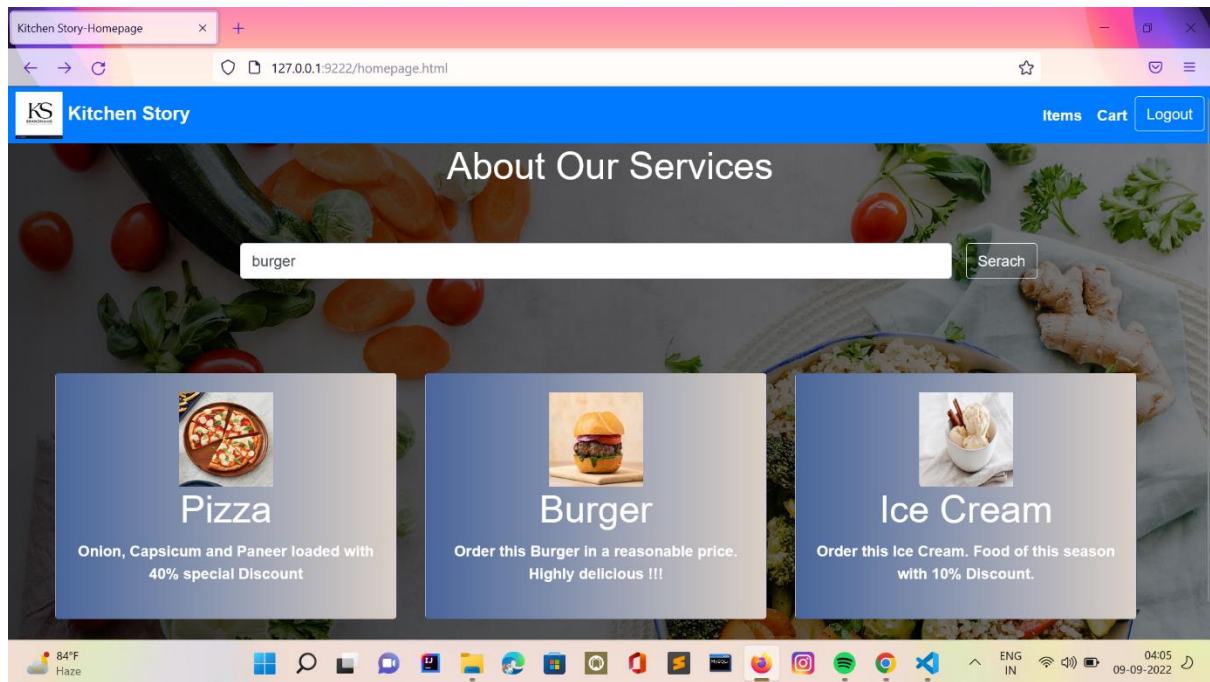 Kitchen Story-Homepage
127.0.0.1:9222/homepage.html
KS
Kitchen Story
Items Cart Logout
About Our Services
burger
Serach
Pizza
Onion, Capsicum and Paneer loaded with
40% special Discount
Burger
Order this Burger in a reasonable price.
Highly delicious !!!
Ice Cream
Order this Ice Cream. Food of this season
with 10% Discount.
84°F
Haze
ENG
IN
04:05
09-09-2022